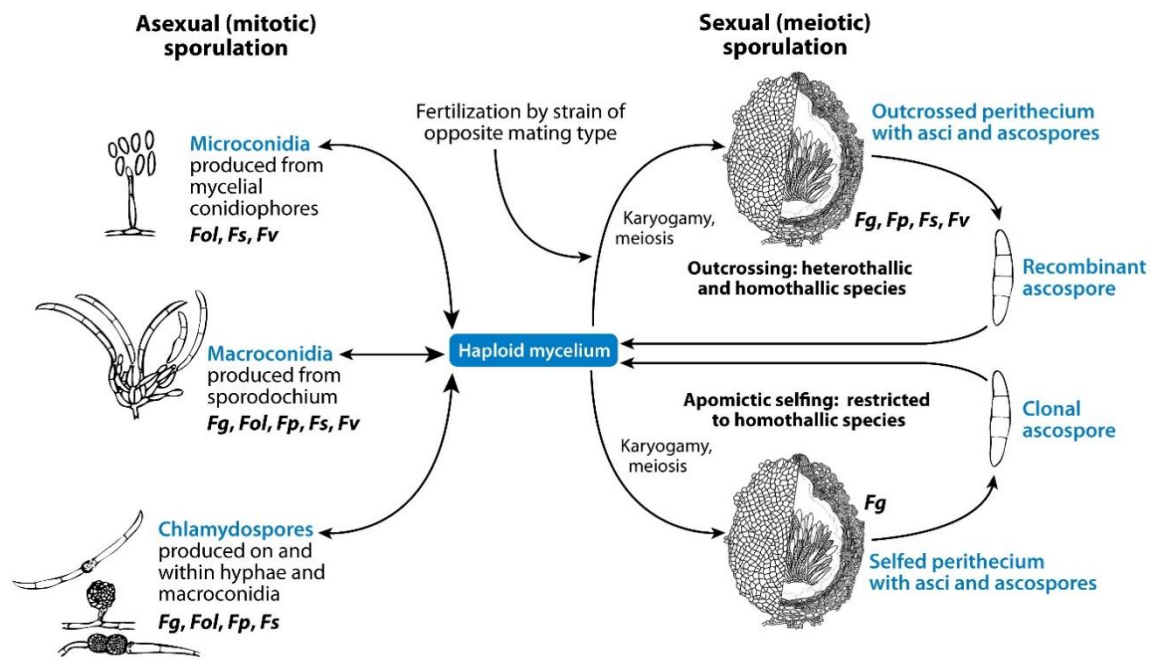 Asexual (mitotic)
sporulation
Sexual (meiotic)
sporulation
Fertilization by strain of
opposite mating type
Microconidia
produced from
mycelial
conidiophores
Fol, Fs, Fv
Outcrossed perithecium
with asci and ascospores
Karyogamy,
meiosis
Fg, Fp, Fs, Fv
Outcrossing: heterothallic
and homothallic species
Recombinant
ascospore
Macroconidia
produced from
sporodochium
Fg, Fol, Fp, Fs, Fv
Haploid mycelium
Apomictic selfing: restricted
to homothallic species
Clonal
ascospore
Karyogamy,
meiosis
Fg
Chlamydospores
produced on and
within hyphae and
macroconidia
Fg, Fol, Fp, Fs
Selfed perithecium
with asci and ascospores